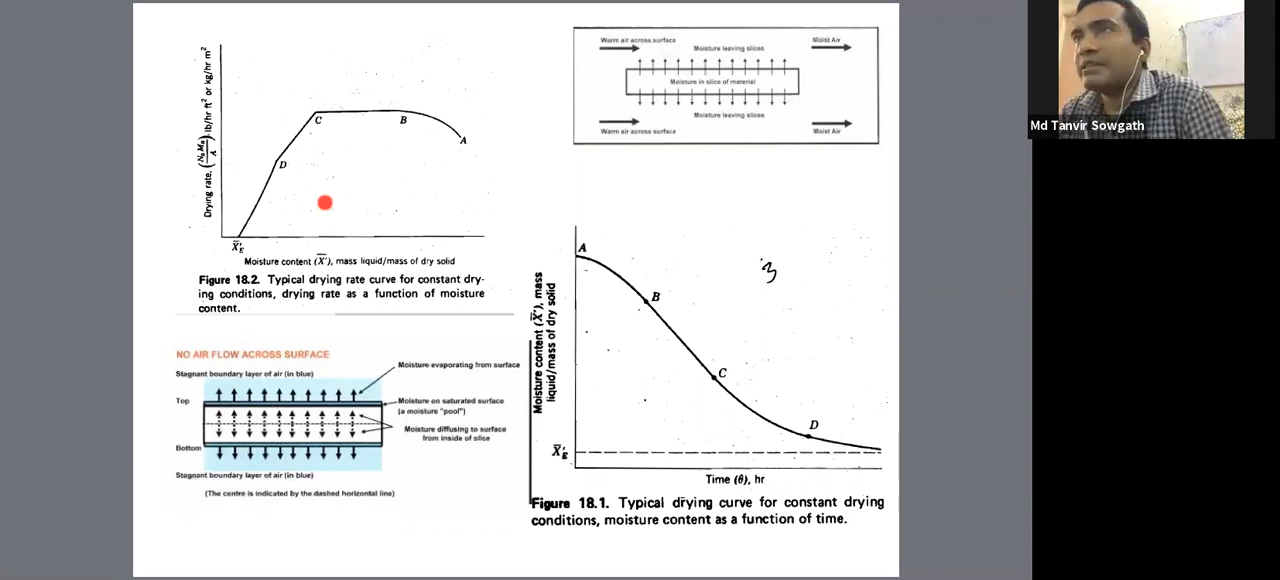 Drying rate, (NₐMₐ/A), lb/hr ft² or kg/hr m²
C
B
A
D
X̄'E
Moisture content (X̄'), mass liquid/mass of dry solid
Figure 18.2. Typical drying rate curve for constant dry-
ing conditions, drying rate as a function of moisture
content.
NO AIR FLOW ACROSS SURFACE
Stagnant boundary layer of air (in blue)
Moisture evaporating from surface
Top
Moisture on saturated surface
(a moisture "pool")
Moisture diffusing to surface
from inside of slice
Bottom
Stagnant boundary layer of air (in blue)
(The centre is indicated by the dashed horizontal line)
Warm air across surface
Moisture leaving slices
Moist Air
Moisture in slice of material
Moisture leaving slices
Warm air across surface
Moist Air
Moisture content (X̄'), mass
liquid/mass of dry solid
A
B
C
D
X̄'E
Time (θ), hr
Figure 18.1. Typical drying curve for constant drying
conditions, moisture content as a function of time.
Md Tanvir Sowgath